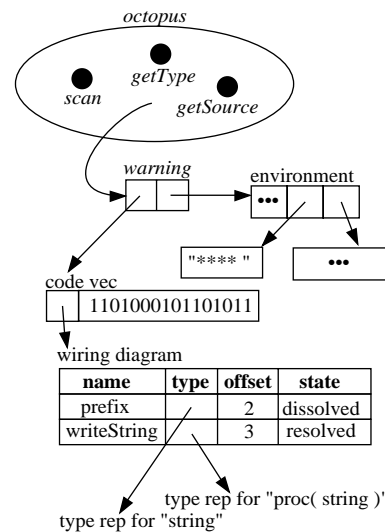 octopus
getType
scan
getSource
warning
environment
•••
"**** "
•••
code vec
1101000101101011
wiring diagram
name type offset state
prefix 2 dissolved
writeString 3 resolved
type rep for "proc( string )"
type rep for "string"